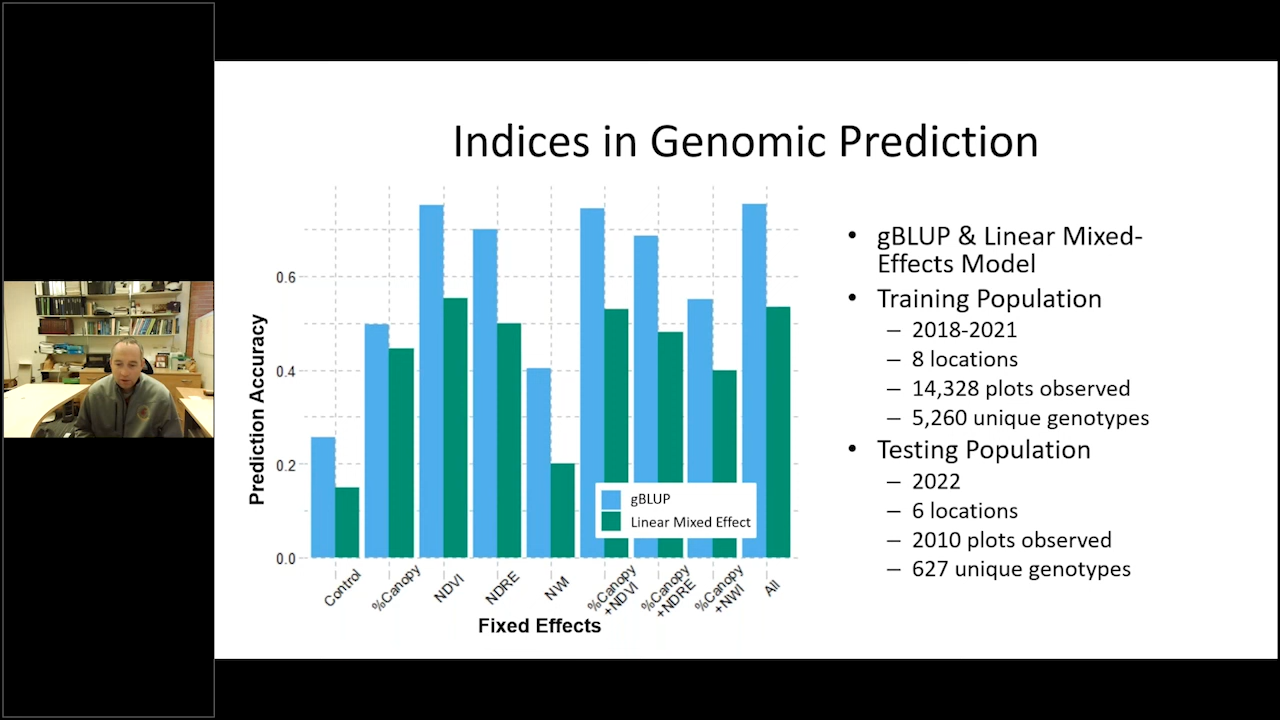 Indices in Genomic Prediction
Prediction Accuracy
0.6
0.4
0.2
0.0
Control
%Canopy
NDVI
NDRE
NWI
%Canopy
+NDVI
%Canopy
+NDRE
%Canopy
+NWI
All
Fixed Effects
gBLUP
Linear Mixed Effect
• gBLUP & Linear Mixed-
Effects Model
• Training Population
– 2018-2021
– 8 locations
– 14,328 plots observed
– 5,260 unique genotypes
• Testing Population
– 2022
– 6 locations
– 2010 plots observed
– 627 unique genotypes